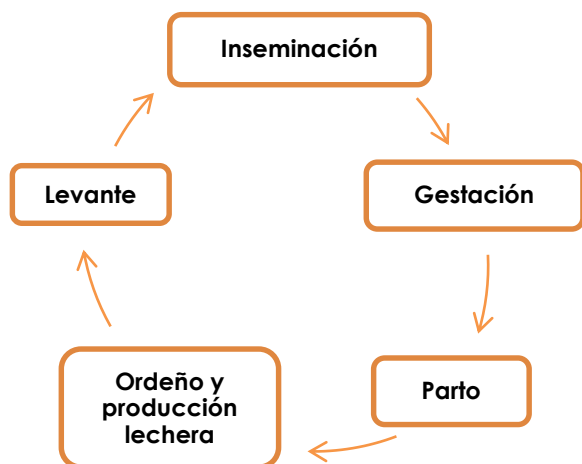 Inseminación
Gestación
Parto
Ordeño y
producción
lechera
Levante